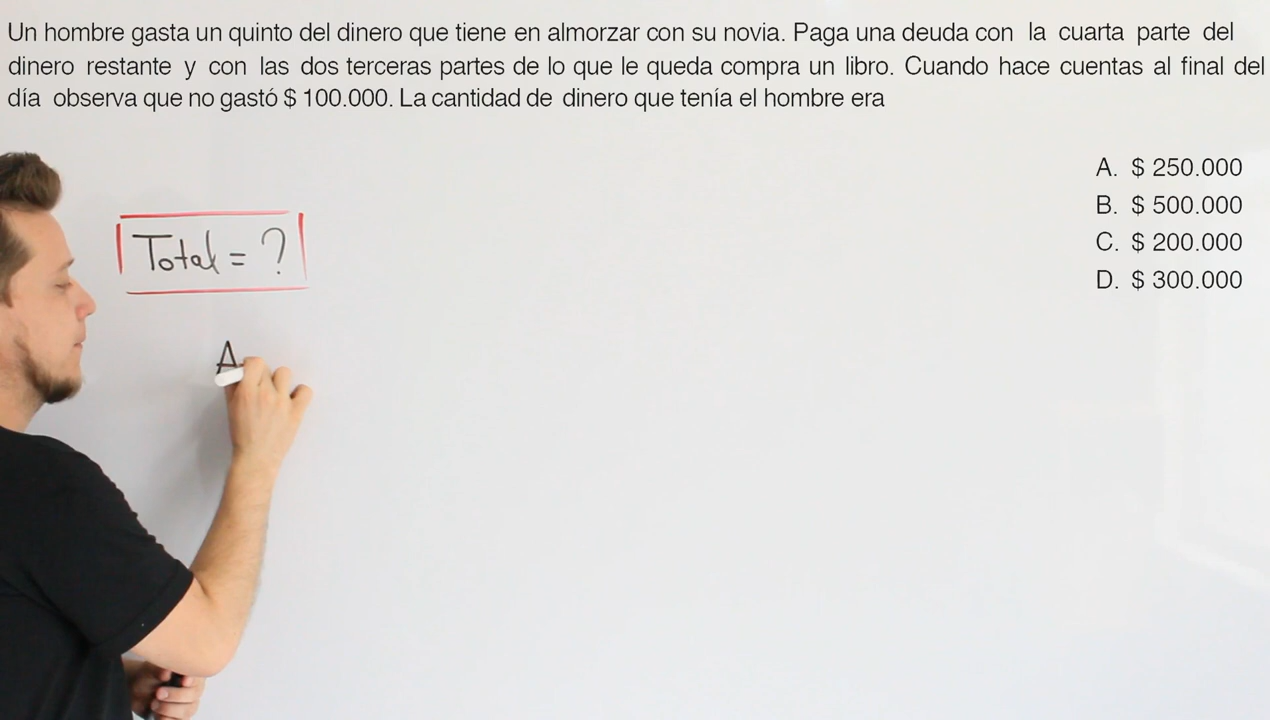 Un hombre gasta un quinto del dinero que tiene en almorzar con su novia. Paga una deuda con la cuarta parte del
dinero restante y con las dos terceras partes de lo que le queda compra un libro. Cuando hace cuentas al final del
día observa que no gastó $ 100.000. La cantidad de dinero que tenía el hombre era
A. $ 250.000
B. $ 500.000
C. $ 200.000
D. $ 300.000
Total = ?
A